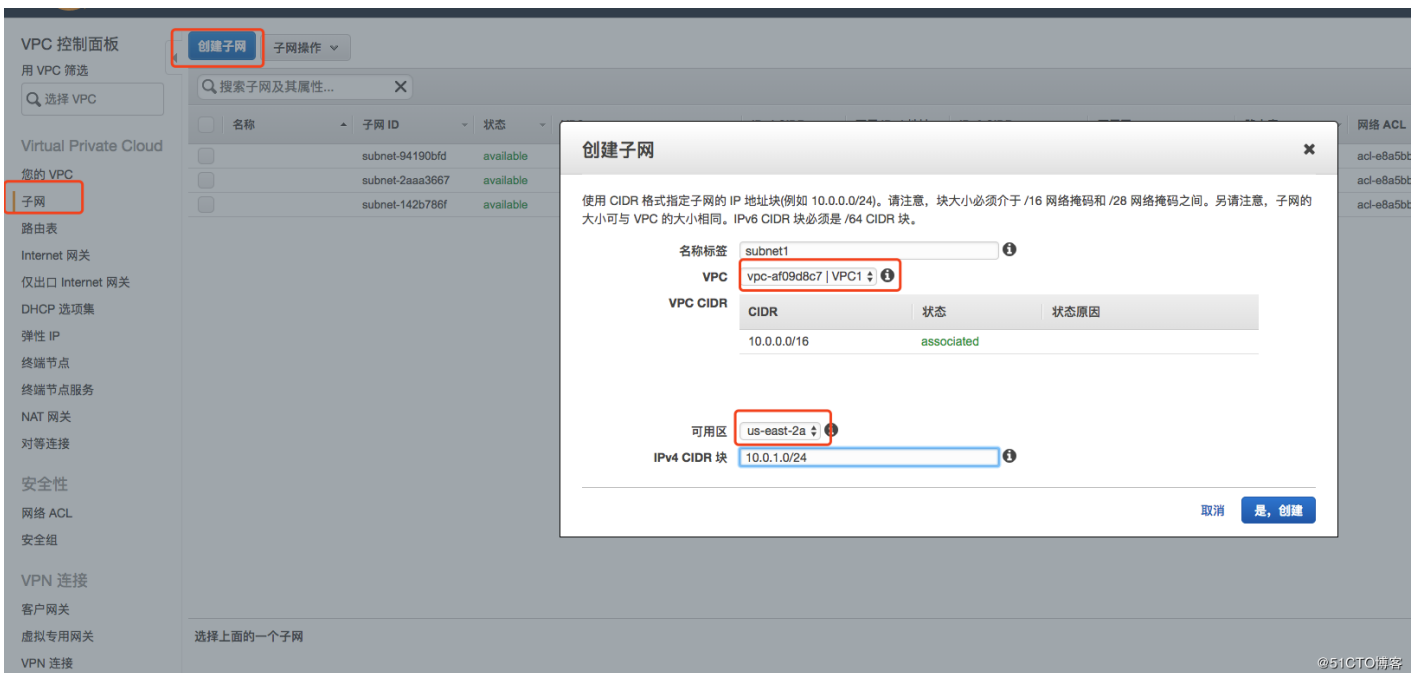 VPC 控制面板
用 VPC 筛选
选择 VPC
Virtual Private Cloud
您的 VPC
子网
路由表
Internet 网关
仅出口 Internet 网关
DHCP 选项集
弹性 IP
终端节点
终端节点服务
NAT 网关
对等连接
安全性
网络 ACL
安全组
VPN 连接
客户网关
虚拟专用网关
VPN 连接
创建子网 子网操作
搜索子网及其属性...
名称 子网 ID 状态 网络 ACL
subnet-94190bfd available acl-e8a5bb
subnet-2aaa3667 available acl-e8a5bb
subnet-142b786f available acl-e8a5bb
创建子网
使用 CIDR 格式指定子网的 IP 地址块(例如 10.0.0.0/24)。请注意，块大小必须介于 /16 网络掩码和 /28 网络掩码之间。另请注意，子网的
大小可与 VPC 的大小相同。IPv6 CIDR 块必须是 /64 CIDR 块。
名称标签 subnet1
VPC vpc-af09d8c7 | VPC1
VPC CIDR
CIDR 状态 状态原因
10.0.0.0/16 associated
可用区 us-east-2a
IPv4 CIDR 块 10.0.1.0/24
取消 是，创建
选择上面的一个子网
@51CTO博客